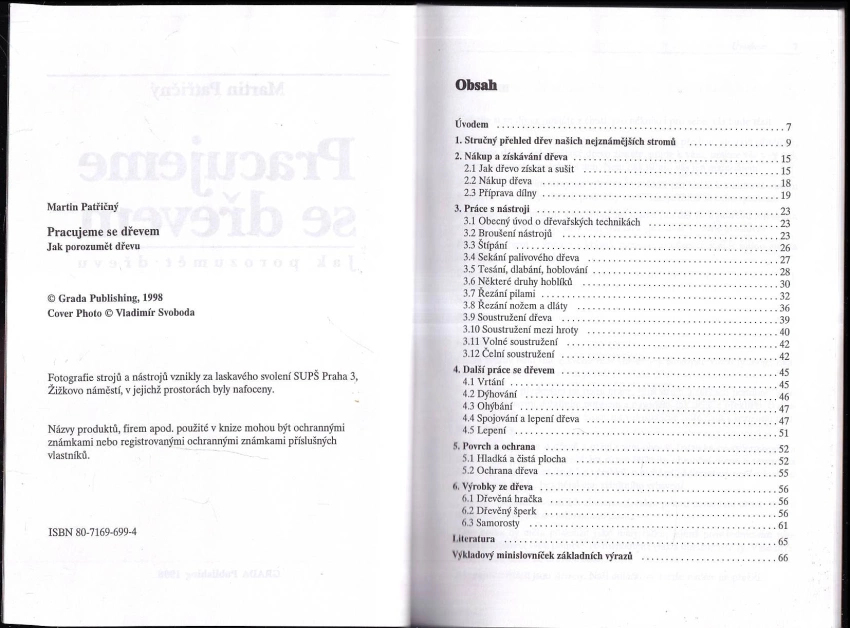 Martin Patřičný
Pracujeme se dřevem
Jak porozumět dřevu
© Grada Publishing, 1998
Cover Photo © Vladimír Svoboda
Fotografie strojů a nástrojů vznikly za laskavého svolení SUPŠ Praha 3,
Žižkovo náměstí, v jejichž prostorách byly nafoceny.
Názvy produktů, firem apod. použité v knize mohou být ochrannými
známkami nebo registrovanými ochrannými známkami příslušných
vlastníků.
ISBN 80-7169-699-4
Obsah
Úvodem 7
1. Stručný přehled dřev našich nejznámějších stromů 9
2. Nákup a získávání dřeva 15
2.1 Jak dřevo získat a sušit 15
2.2 Nákup dřeva 18
2.3 Příprava dílny 19
3. Práce s nástroji 23
3.1 Obecný úvod o dřevařských technikách 23
3.2 Broušení nástrojů 23
3.3 Štípání 26
3.4 Sekání palivového dřeva 27
3.5 Tesání, dlabání, hoblování 28
3.6 Některé druhy hoblíků 30
3.7 Řezání pilami 32
3.8 Řezání nožem a dláty 36
3.9 Soustružení dřeva 39
3.10 Soustružení mezi hroty 40
3.11 Volné soustružení 42
3.12 Čelní soustružení 42
4. Další práce se dřevem 45
4.1 Vrtání 45
4.2 Dýhování 46
4.3 Ohýbání 47
4.4 Spojování a lepení dřeva 47
4.5 Lepení 51
5. Povrch a ochrana 52
5.1 Hladká a čistá plocha 52
5.2 Ochrana dřeva 55
6. Výrobky ze dřeva 56
6.1 Dřevěná hračka 56
6.2 Dřevěný šperk 56
6.3 Samorosty 61
Literatura 65
Výkladový minislovníček základních výrazů 66